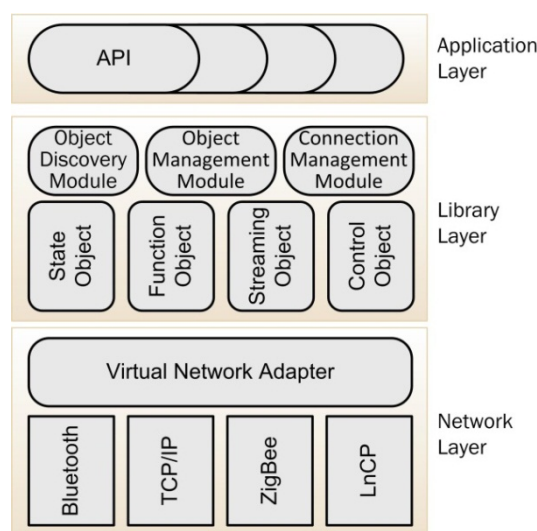 API
Application
Layer
Object
Discovery
Module
Object
Management
Module
Connection
Management
Module
State
Object
Function
Object
Streaming
Object
Control
Object
Library
Layer
Virtual Network Adapter
Bluetooth
TCP/IP
ZigBee
LnCP
Network
Layer